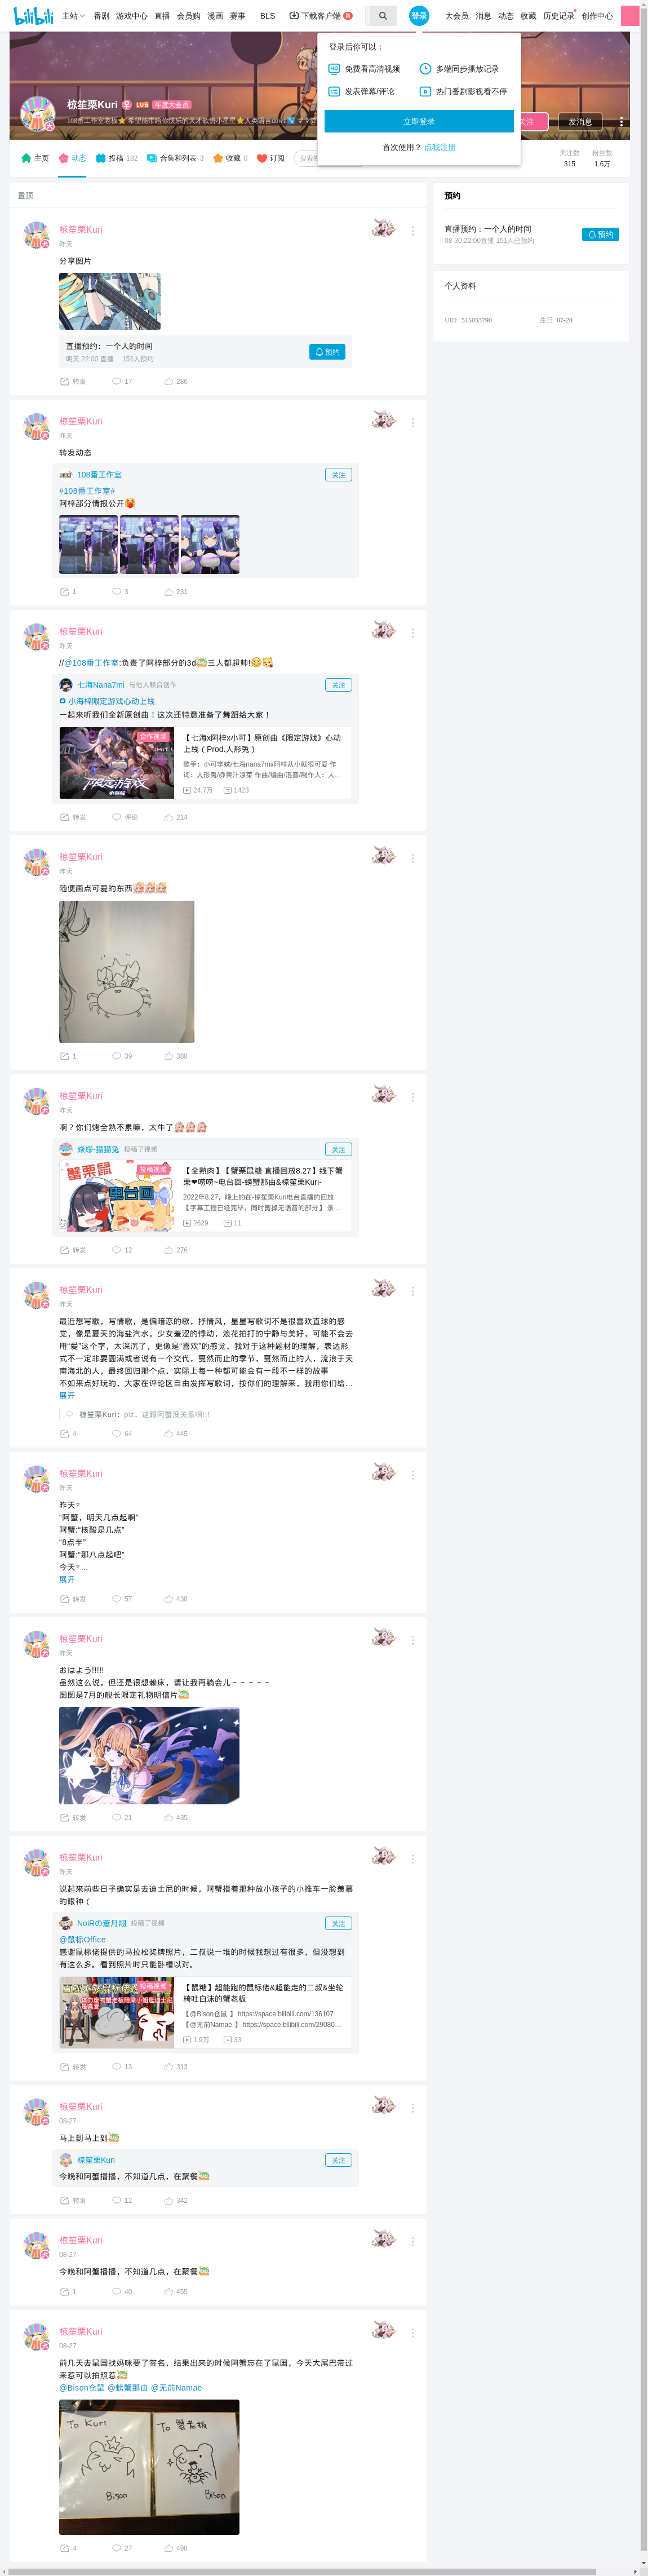 bilibili 主站 番剧 游戏中心 直播 会员购 漫画 赛事 BLS 下载客户端 登录 大会员 消息 动态 收藏 历史记录 创作中心
登录后你可以：
免费看高清视频 多端同步播放记录
发表弹幕/评论 热门番剧影视看不停
立即登录
首次使用？ 点我注册
椋笙栗Kuri LV5 年度大会员
关注 发消息
主页 动态 投稿 182 合集和列表 3 收藏 0 订阅
关注数 粉丝数
315 1.6万
置顶
椋笙栗Kuri
昨天
分享图片
直播预约：一个人的时间
明天 22:00 直播 151人预约
预约
转发 17 286
椋笙栗Kuri
昨天
转发动态
108番工作室
关注
#108番工作室#
阿梓部分情报公开
1 3 231
椋笙栗Kuri
昨天
//@108番工作室:负责了阿梓部分的3d三人都超帅!
七海Nana7mi 与他人联合创作
关注
小海梓限定游戏心动上线
一起来听我们全新原创曲！这次还特意准备了舞蹈给大家！
合作视频
限定游戏
【七海x阿梓x小可】原创曲《限定游戏》心动
上线 ( Prod.人形兎 )
歌手：小可学妹/七海nana7mi/阿梓从小就很可爱 作
词：人形兎/@果汁凉菜 作曲/编曲/混音/制作人：人...
24.7万 1423
转发 评论 214
椋笙栗Kuri
昨天
随便画点可爱的东西
1 39 388
椋笙栗Kuri
昨天
啊？你们烤全熟不累嘛，太牛了
焱缪-猫猫兔 投稿了视频
关注
投稿视频
蟹栗鼠
电台回
【全熟肉】【蟹栗鼠糖 直播回放8.27】线下蟹
栗❤唠唠~电台回-螃蟹那由&椋笙栗Kuri-
2022年8.27，晚上的在-椋笙栗Kuri电台直播的回放
【字幕工程已经完毕，同时剪掉无语音的部分】 录...
2629 11
转发 12 276
椋笙栗Kuri
昨天
最近想写歌，写情歌，是偏暗恋的歌，抒情风，星星写歌词不是很喜欢直球的感
觉，像是夏天的海盐汽水，少女羞涩的悸动，浪花拍打的宁静与美好，可能不会去
用“爱”这个字，太深沉了，更像是“喜欢”的感觉，我对于这种题材的理解，表达形
式不一定非要圆满或者说有一个交代，戛然而止的季节，戛然而止的人，流浪于天
南海北的人，最终回归那个点，实际上每一种都可能会有一段不一样的故事
不如来点好玩的，大家在评论区自由发挥写歌词，按你们的理解来，我用你们给...
展开
椋笙栗Kuri：plz，这圆网蟹没关系啊!!!
4 64 445
椋笙栗Kuri
昨天
昨天▿
“阿蟹，明天几点起啊”
阿蟹:“核酸是几点”
“8点半”
阿蟹:“那八点起吧”
今天▿...
展开
转发 57 438
椋笙栗Kuri
昨天
おはよう!!!!!
虽然这么说，但还是很想赖床，请让我再躺会儿～～～～～
图图是7月的舰长限定礼物明信片
转发 21 435
椋笙栗Kuri
昨天
说起来前些日子确实是去迪士尼的时候，阿蟹指着那种放小孩子的小推车一脸羡慕
的眼神 (
NoiRの蒼月翔 投稿了视频
关注
@鼠标Office
感谢鼠标佬提供的马拉松奖牌照片，二叔说一堆的时候我想过有很多，但没想到
有这么多。看到照片时只能卧槽以对。
投稿视频
【鼠糖】超能跑的鼠标佬&超能走的二叔&坐轮
椅吐白沫的蟹老板
【@Bison仓鼠 】https://space.bilibili.com/136107
【@无前Namae 】https://space.bilibili.com/29080...
1.9万 33
转发 13 313
椋笙栗Kuri
08-27
马上到马上到
椋笙栗Kuri
关注
今晚和阿蟹播播，不知道几点，在聚餐
转发 12 342
椋笙栗Kuri
08-27
今晚和阿蟹播播，不知道几点，在聚餐
1 40 455
椋笙栗Kuri
08-27
前几天去鼠国找妈咪要了签名，结果出来的时候阿蟹忘在了鼠国，今天大尾巴带过
来惹可以拍照惹
@Bison仓鼠 @螃蟹那由 @无前Namae
To Kuri To 蟹老板
Bison Bison
4 27 498
预约
直播预约：一个人的时间
08-30 22:00直播 151人已预约
预约
个人资料
UID 515053790 生日 07-20